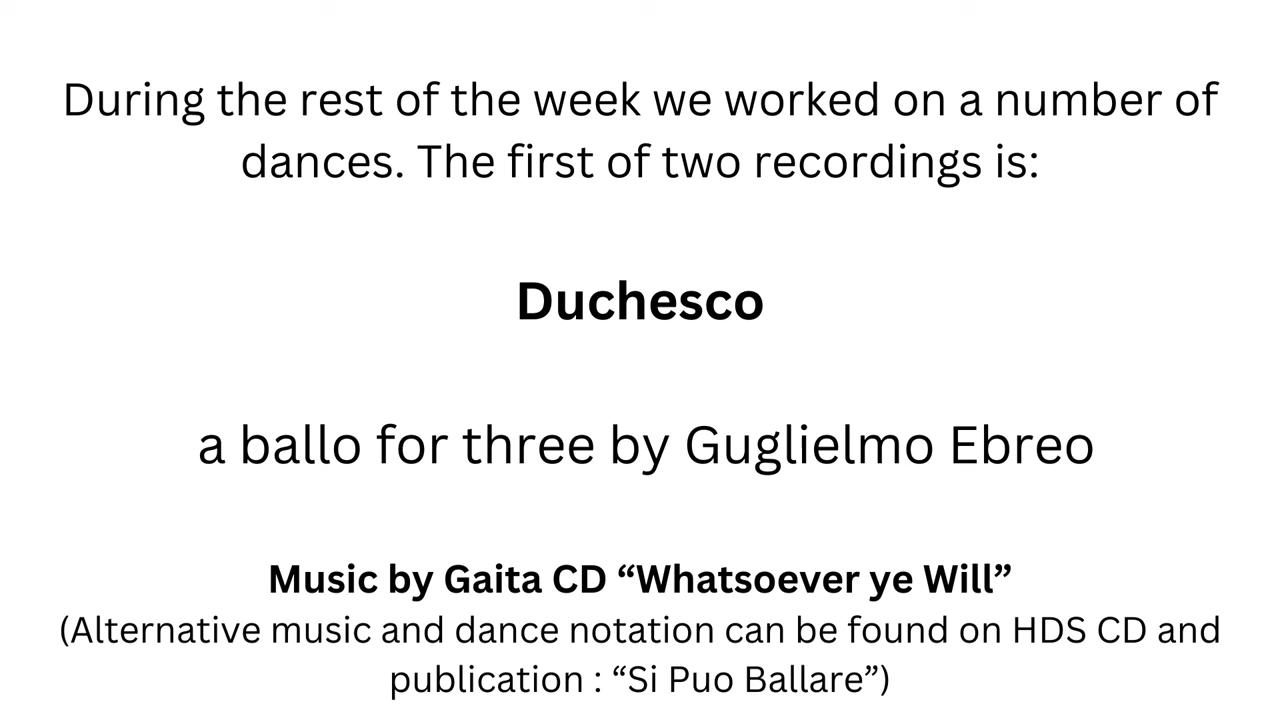 During the rest of the week we worked on a number of
dances. The first of two recordings is:
Duchesco
a ballo for three by Guglielmo Ebreo
Music by Gaita CD “Whatsoever ye Will”
(Alternative music and dance notation can be found on HDS CD and
publication : “Si Puo Ballare”)